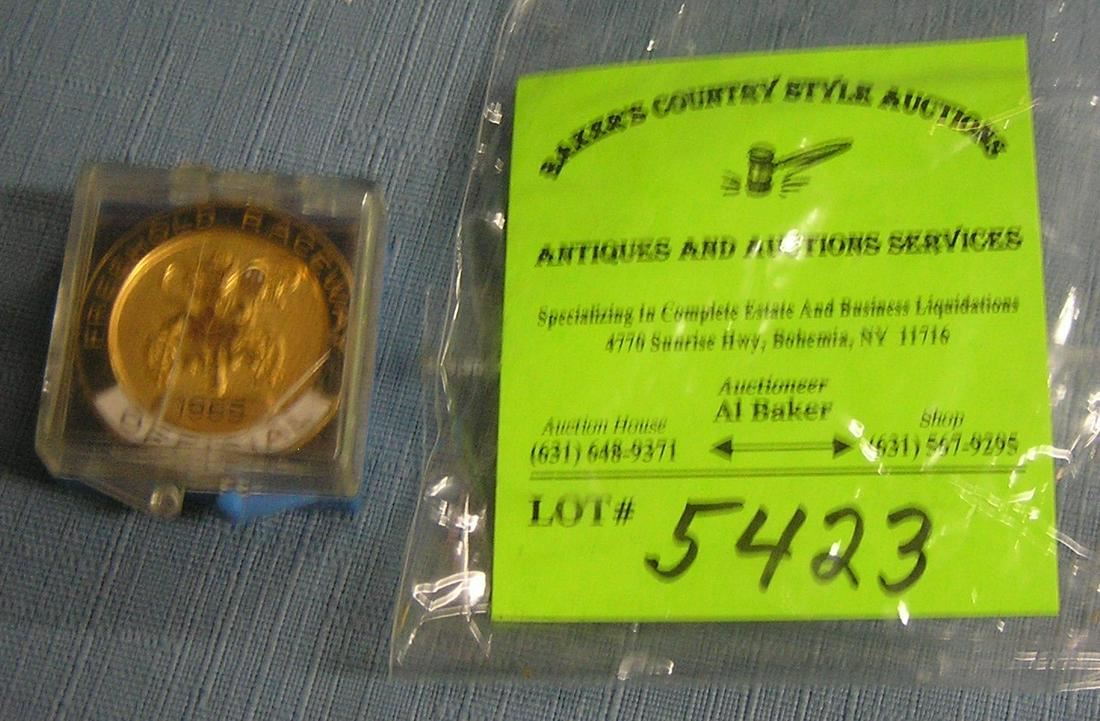 FREEHOLD RACEWAY
1965
OFFICIAL
BAKER'S COUNTRY STYLE AUCTIONS
ANTIQUES AND AUCTIONS SERVICES
Specializing In Complete Estate And Business Liquidations
4770 Sunrise Hwy, Bohemia, NY 11716
Auctioneer
Al Baker
Auction House
(631) 648-9371
Shop
(631) 567-9295
LOT# 5423